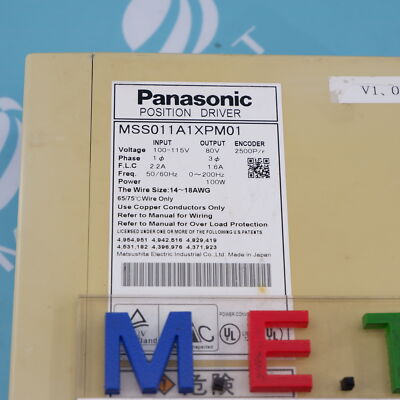 Panasonic
V1.0
POSITION DRIVER
MSS011A1XPM01
INPUT OUTPUT ENCODER
Voltage 100-115V 80V 2500P/r
Phase 1ϕ 3ϕ
F.L.C 2.2A 1.6A
Freq. 50/60Hz 0~200Hz
Power 100W
The Wire Size:14~18AWG
65/75℃ Wire Only
Use Copper Conductors Only
Refer to Manual for Wiring
Refer to Manual for Over Load Protection
LICENSED UNDER ONE OR MORE OF THE FOLLOWING U.S.PATENTS
4,954,951 4,942,516 4,829,419
4,631,182 4,396,976 4,371,923
Matsushita Electric Industrial Co.,Ltd. Made in Japan
UL UL
M.E.T
危険